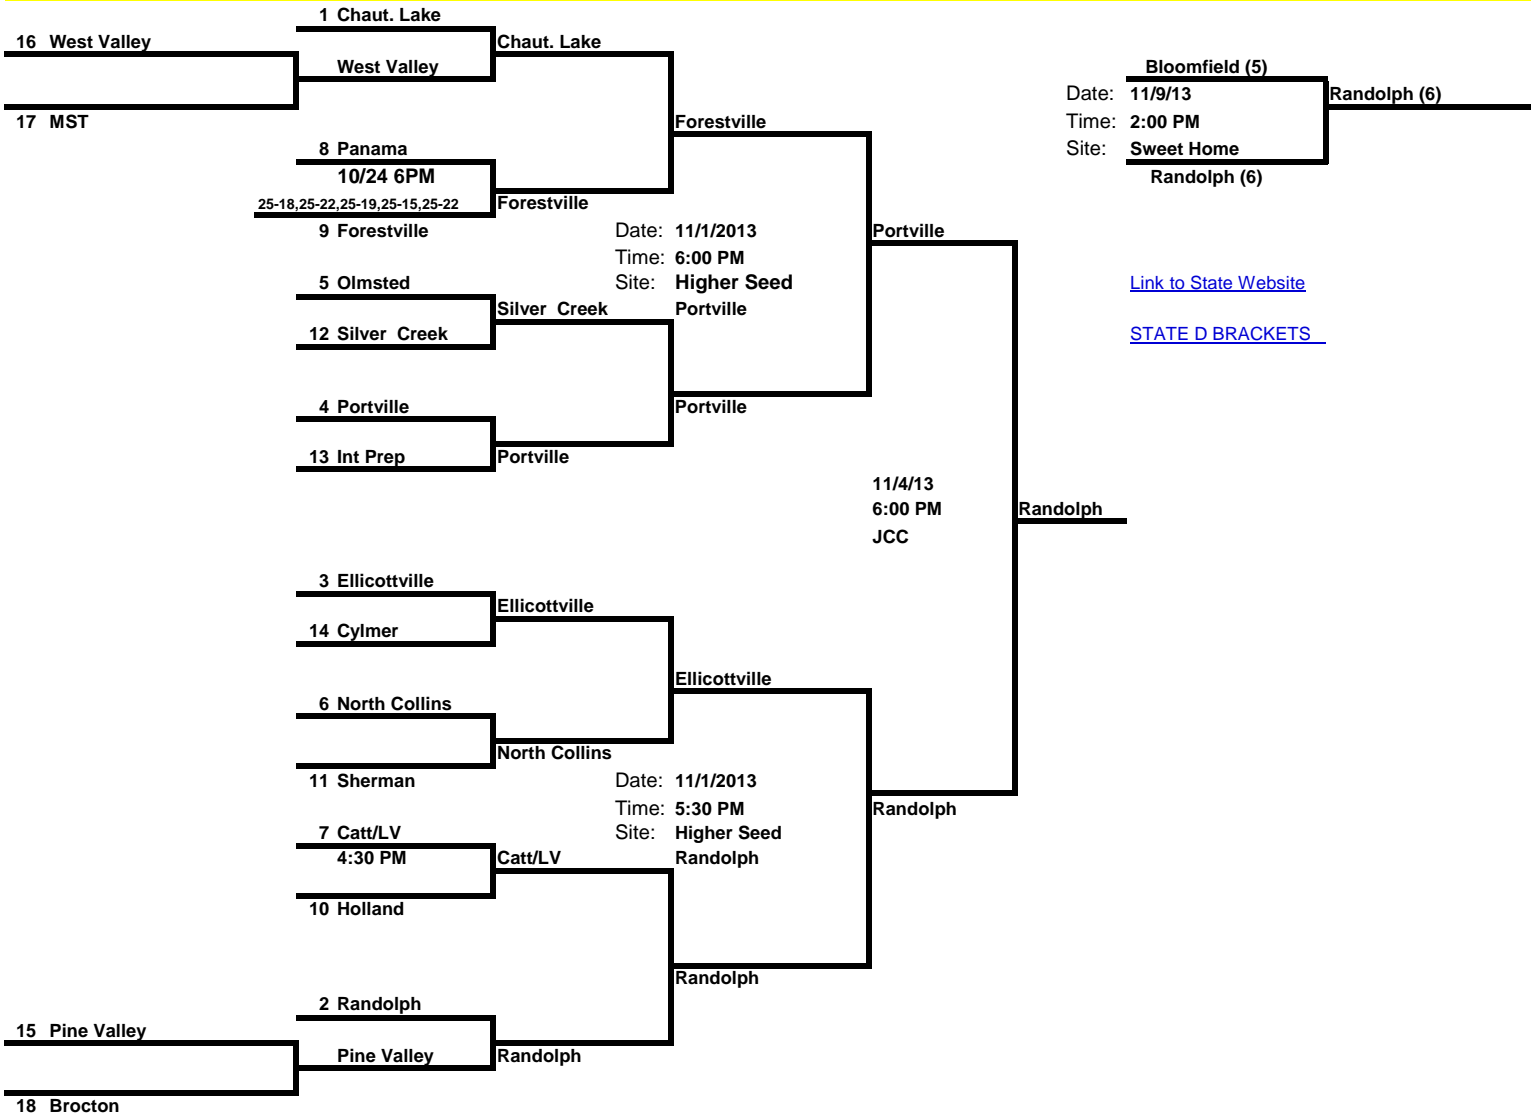 1 Chaut. Lake
16 West Valley
Chaut. Lake
West Valley
17 MST
Forestville
8 Panama
10/24 6PM
25-18,25-22,25-19,25-15,25-22
Forestville
9 Forestville
Date: 11/1/2013
Time: 6:00 PM
Site: Higher Seed
Portville
Portville
5 Olmsted
Silver  Creek
12 Silver  Creek
4 Portville
Portville
13 Int Prep
Portville
11/4/13
6:00 PM
JCC
Randolph
3 Ellicottville
Ellicottville
14 Cylmer
Ellicottville
6 North Collins
North Collins
11 Sherman
Date: 11/1/2013
Time: 5:30 PM
Site: Higher Seed
Randolph
Randolph
7 Catt/LV
4:30 PM
Catt/LV
10 Holland
Randolph
2 Randolph
15 Pine Valley
Pine Valley
Randolph
18 Brocton
Bloomfield (5)
Date: 11/9/13
Randolph (6)
Time: 2:00 PM
Site: Sweet Home
Randolph (6)
Link to State Website
STATE D BRACKETS